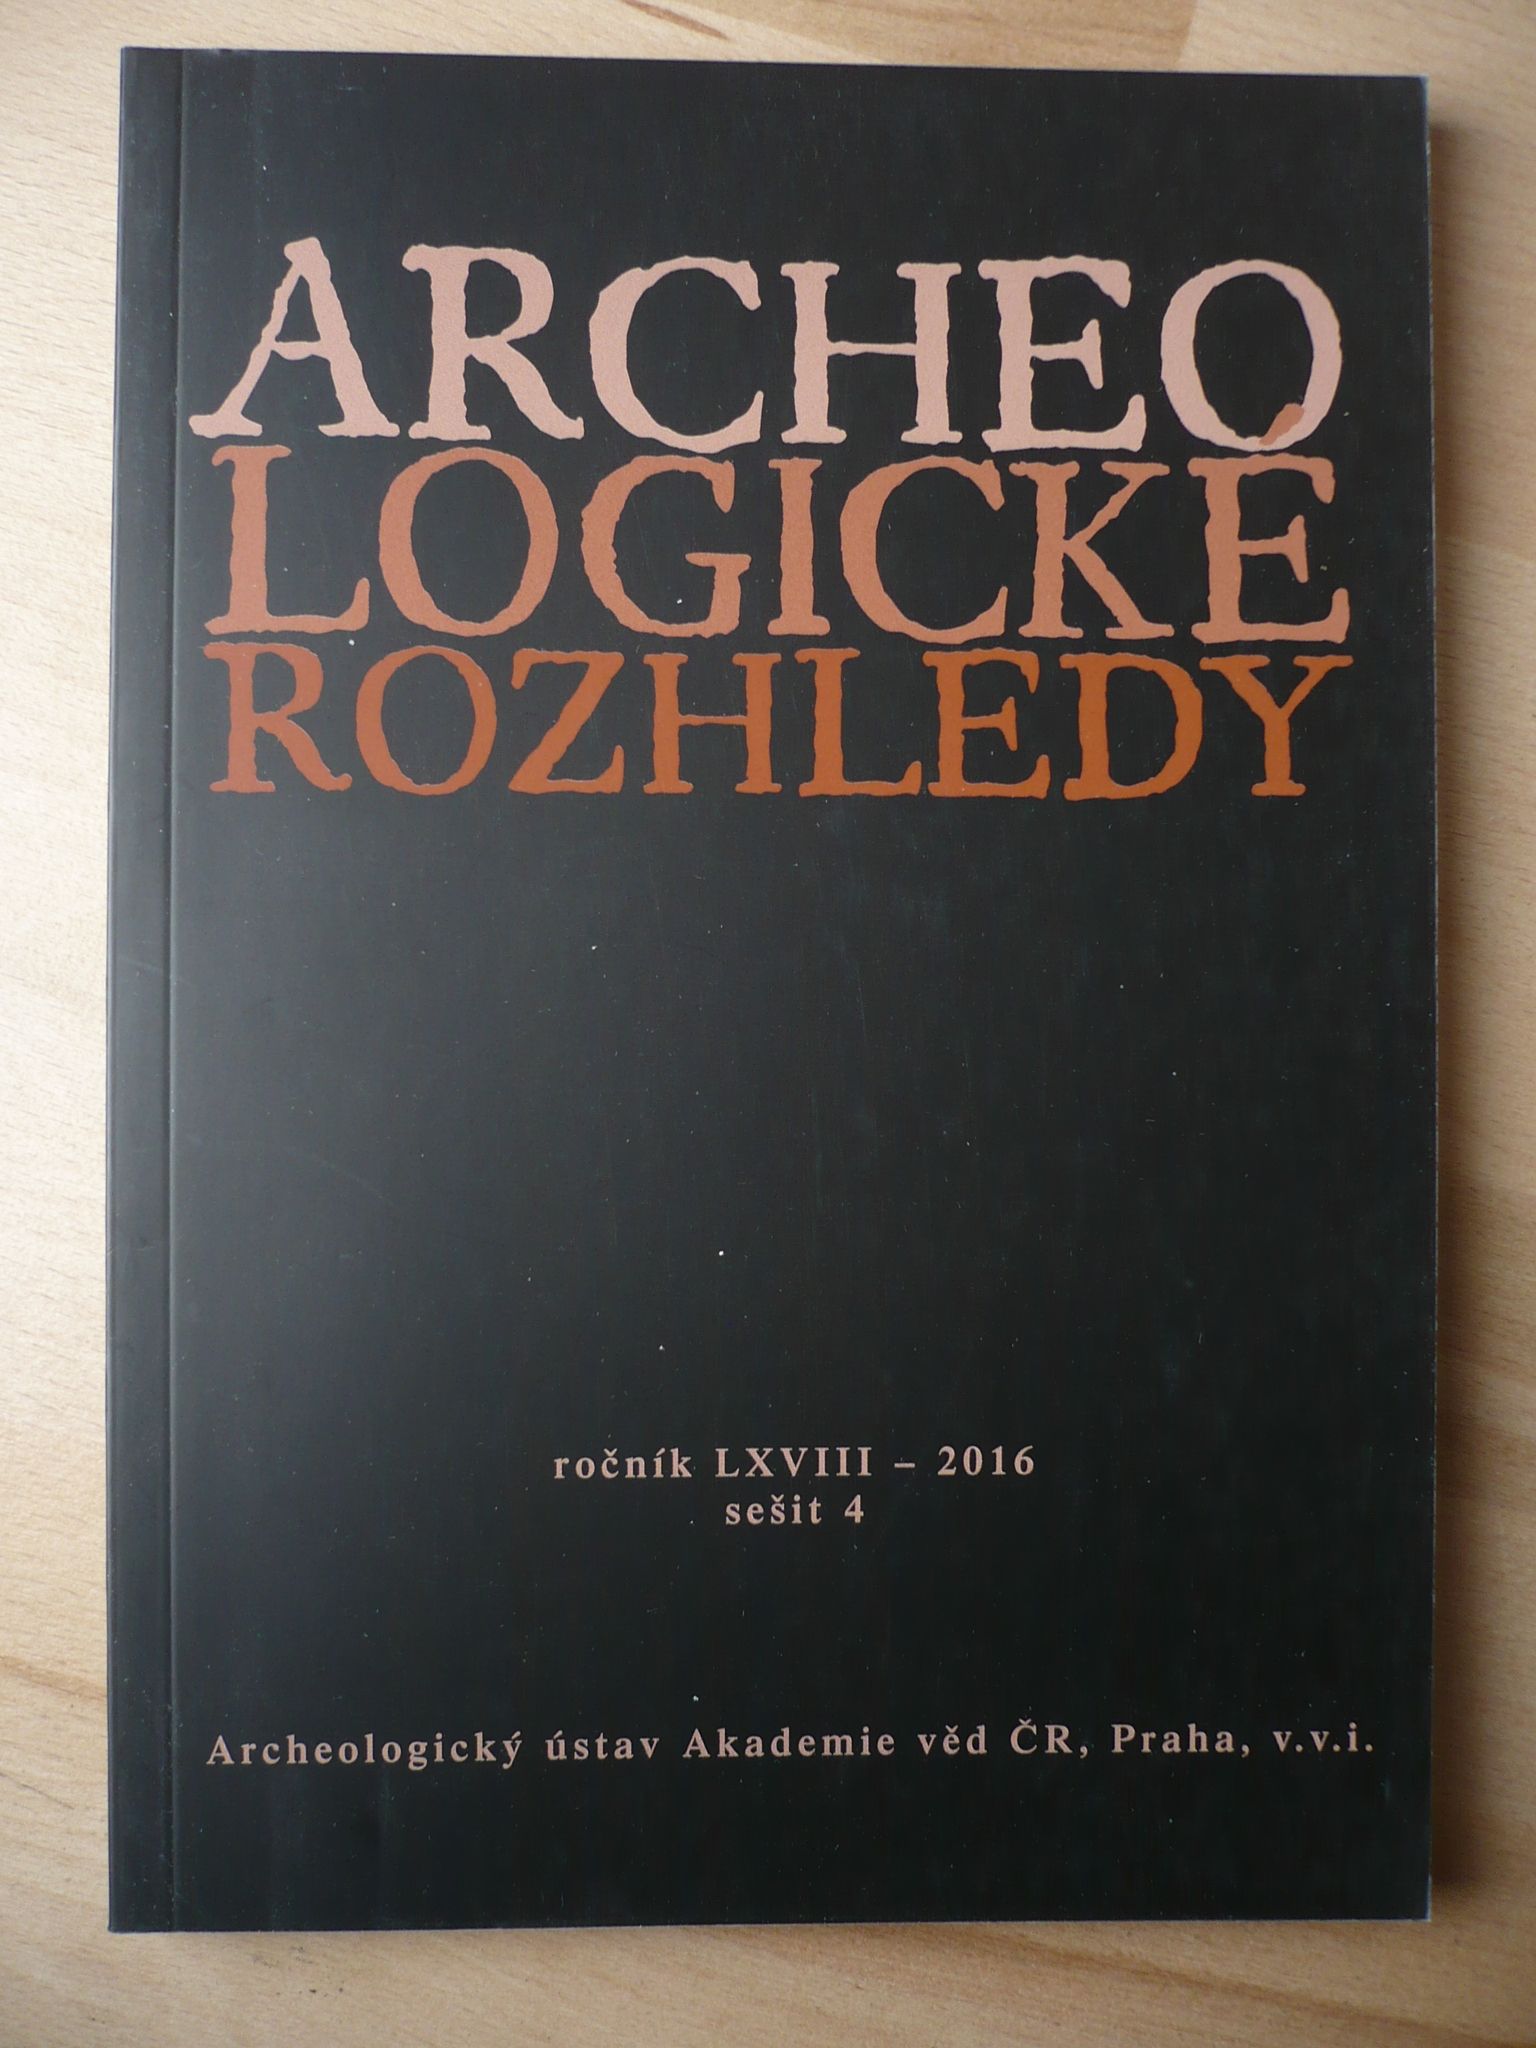 ARCHEO
LOGICKÉ
ROZHLEDY
ročník LXVIII – 2016
sešit 4
Archeologický ústav Akademie věd ČR, Praha, v.v.i.